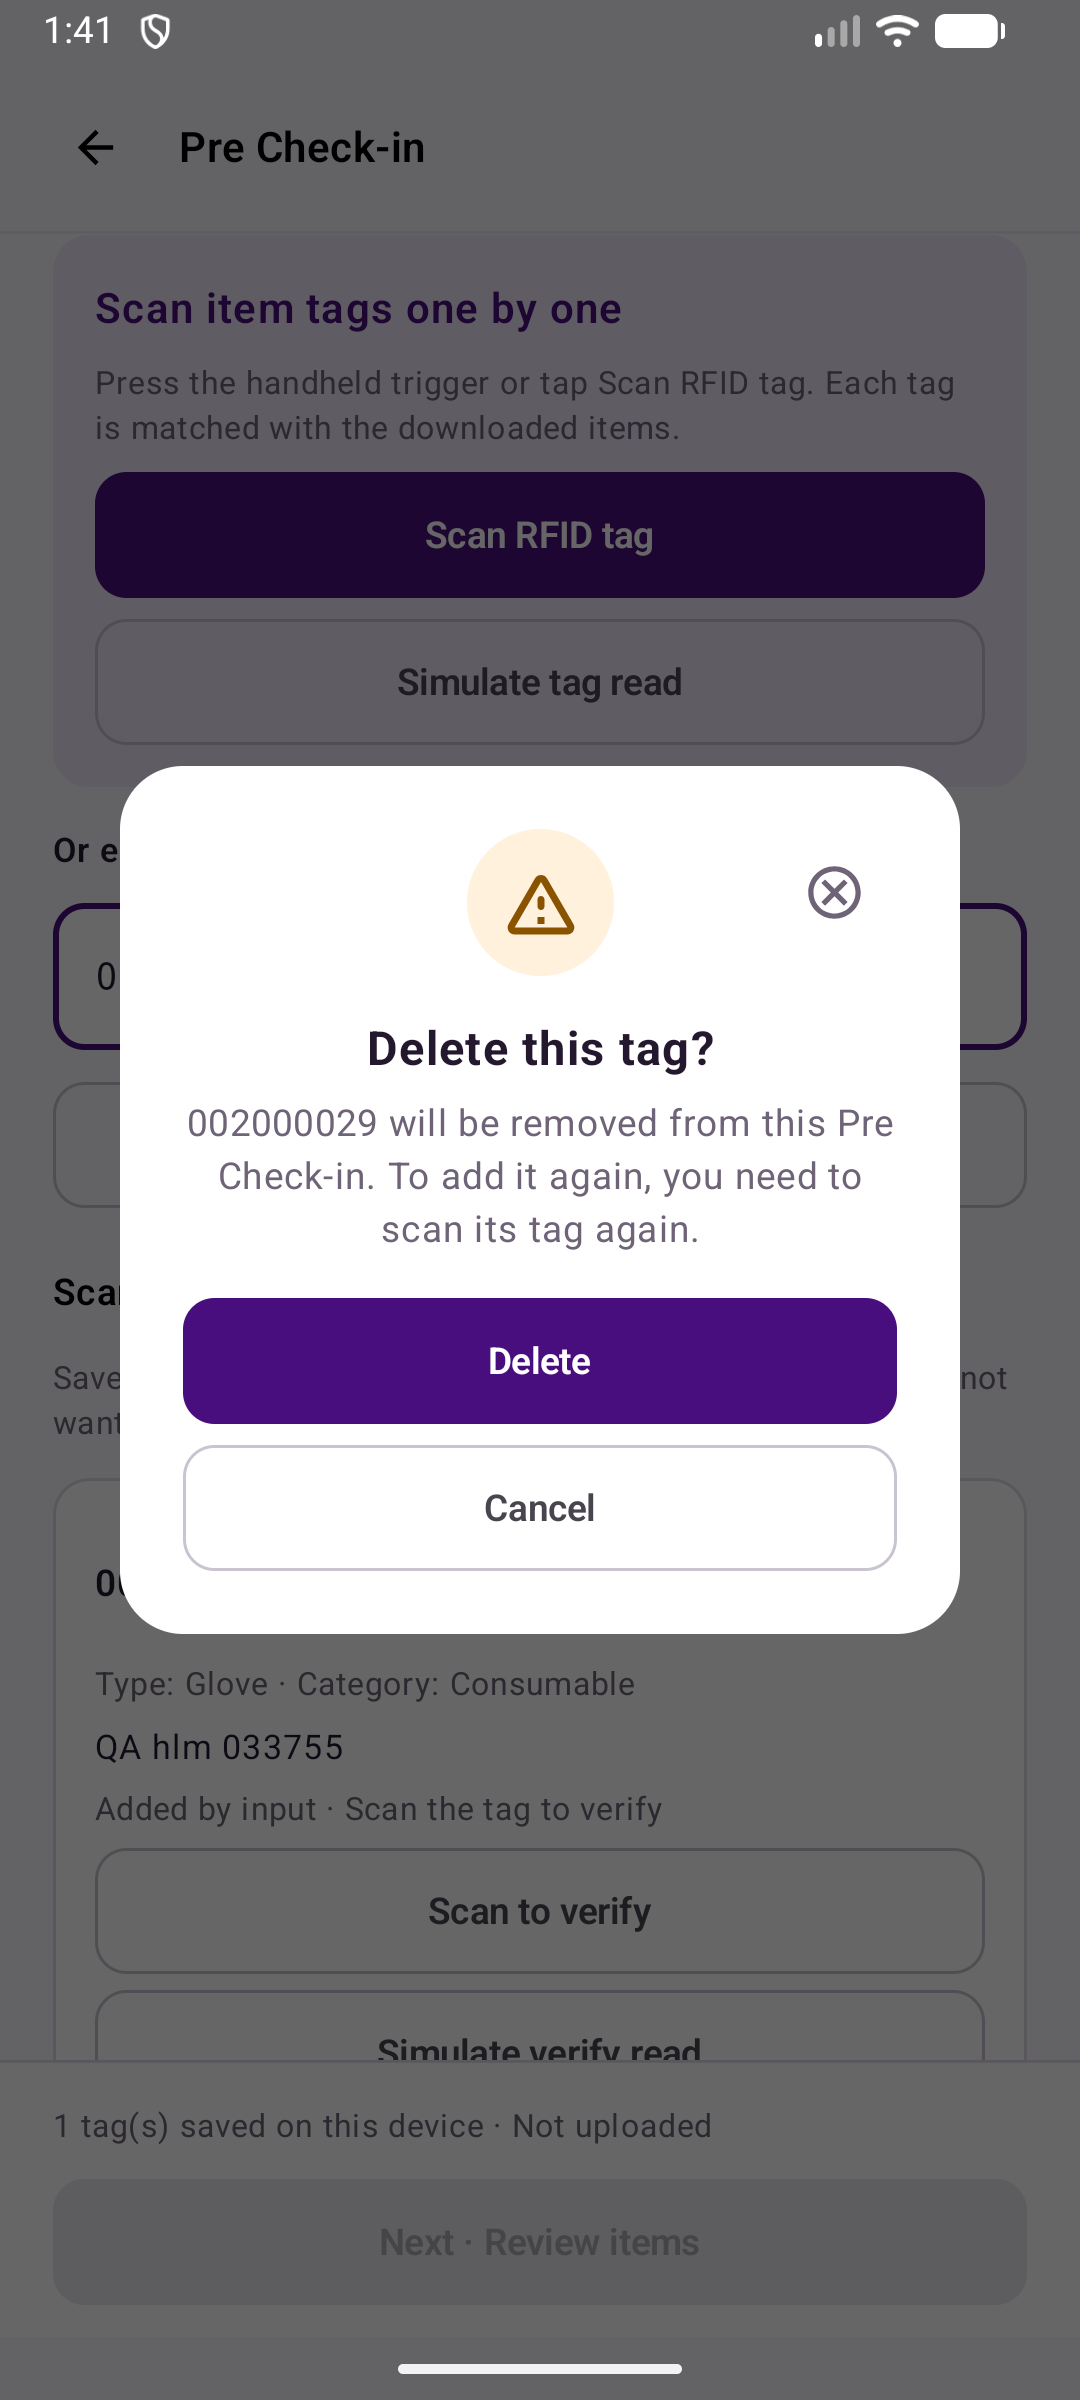 1:41
Pre Check-in
Scan item tags one by one
Press the handheld trigger or tap Scan RFID tag. Each tag
is matched with the downloaded items.
Scan RFID tag
Simulate tag read
Or
Delete this tag?
002000029 will be removed from this Pre
Check-in. To add it again, you need to
scan its tag again.
Delete
Cancel
not
want
Type: Glove · Category: Consumable
QA hlm 033755
Added by input · Scan the tag to verify
Scan to verify
Simulate verify read
1 tag(s) saved on this device · Not uploaded
Next · Review items